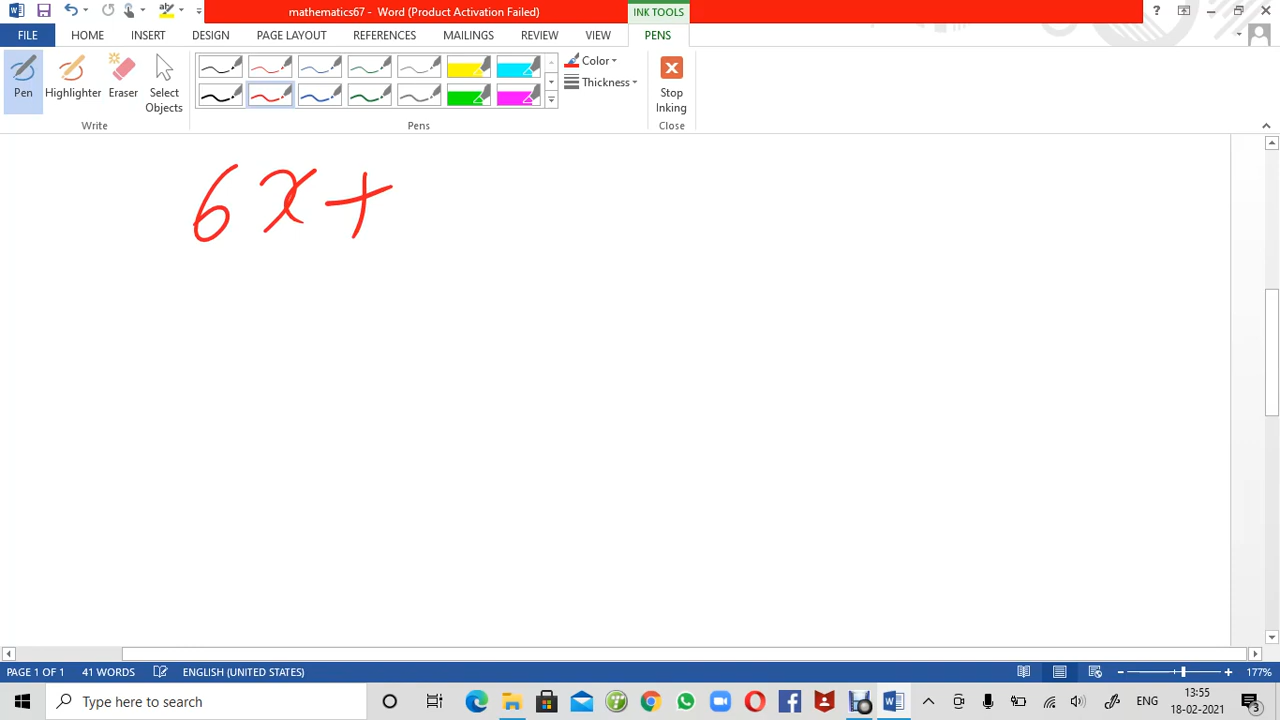 mathematics67 - Word (Product Activation Failed)
INK TOOLS
?
FILE HOME INSERT DESIGN PAGE LAYOUT REFERENCES MAILINGS REVIEW VIEW PENS
Pen Highlighter Eraser Select Objects
Color
Thickness
Stop Inking
Write Pens Close
6x+
PAGE 1 OF 1 41 WORDS ENGLISH (UNITED STATES) 177%
Type here to search
ENG
13:55
18-02-2021
3